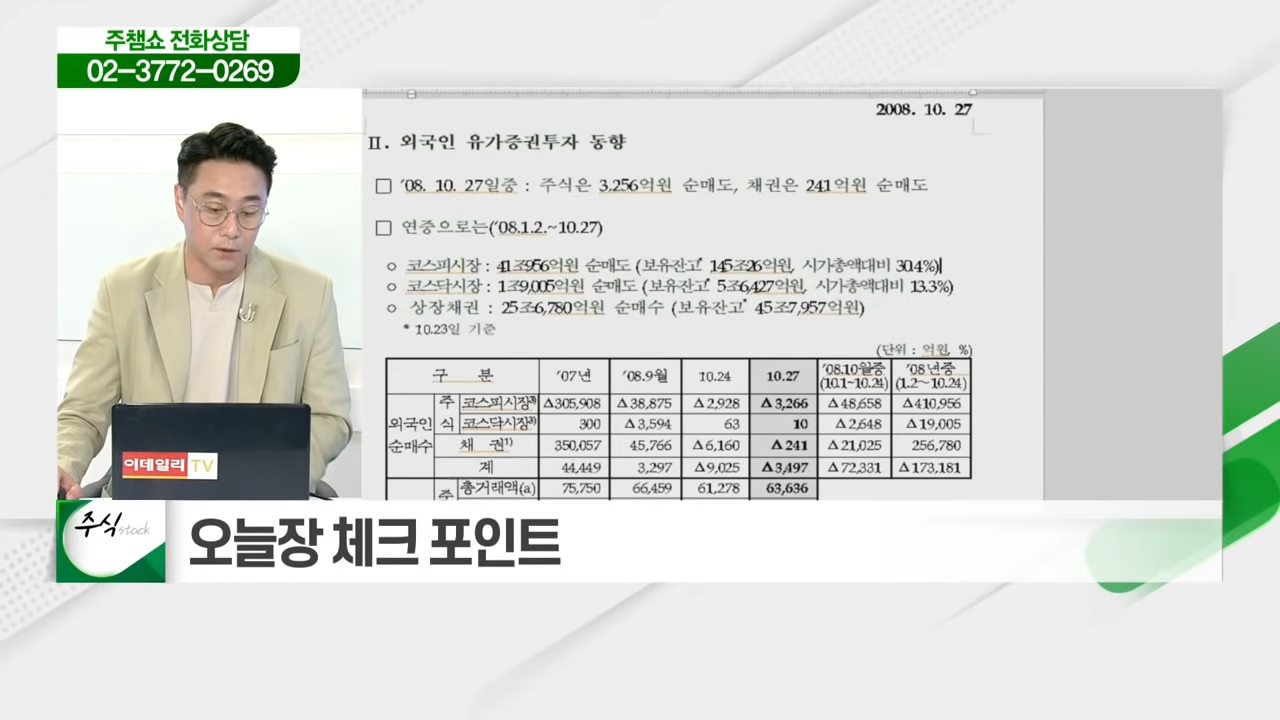 주챔쇼 전화상담
02-3772-0269
2008. 10. 27
Ⅱ. 외국인 유가증권투자 동향
□ ′08. 10. 27일중 : 주식은 3,256억원 순매도, 채권은 241억원 순매도
□ 연중으로는(′08.1.2.~10.27)
○ 코스피시장 : 41조956억원 순매도 (보유잔고* 145조26억원, 시가총액대비 30.4%)
○ 코스닥시장 : 1조9,005억원 순매도 (보유잔고* 5조6,427억원, 시가총액대비 13.3%)
○ 상장채권 : 25조6,780억원 순매수 (보유잔고* 45조7,957억원)
* 10.23일 기준
(단위 : 억원, %)
구 분 ′07년 ′08.9월 10.24 10.27 ′08.10월중 (10.1~10.24) ′08년중 (1.2~10.24)
외국인 순매수 주식 코스피시장³⁾ Δ305,908 Δ38,875 Δ2,928 Δ3,266 Δ48,658 Δ410,956
코스닥시장³⁾ 300 Δ3,594 63 10 Δ2,648 Δ19,005
채 권¹⁾ 350,057 45,766 Δ6,160 Δ241 Δ21,025 256,780
계 44,449 3,297 Δ9,025 Δ3,497 Δ72,331 Δ173,181
주 총거래액(a) 75,750 66,459 61,278 63,636
이데일리 TV
주식 stock
오늘장 체크 포인트